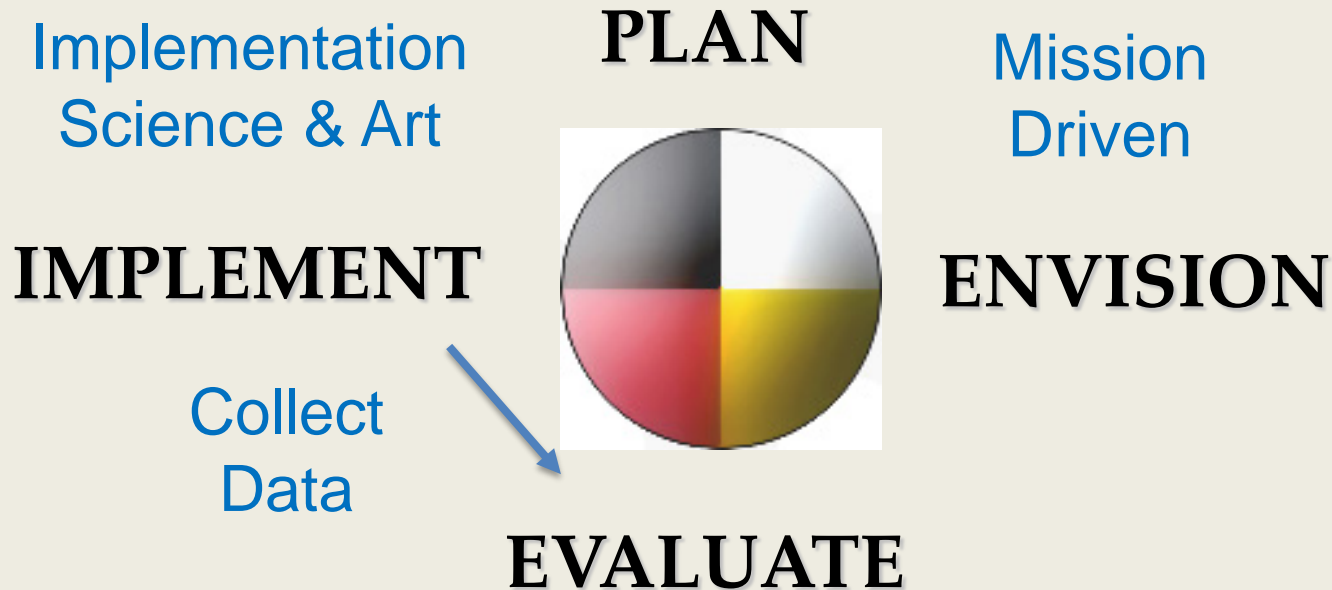 Implementation
Science & Art
PLAN
Mission
Driven
IMPLEMENT
ENVISION
Collect
Data
EVALUATE